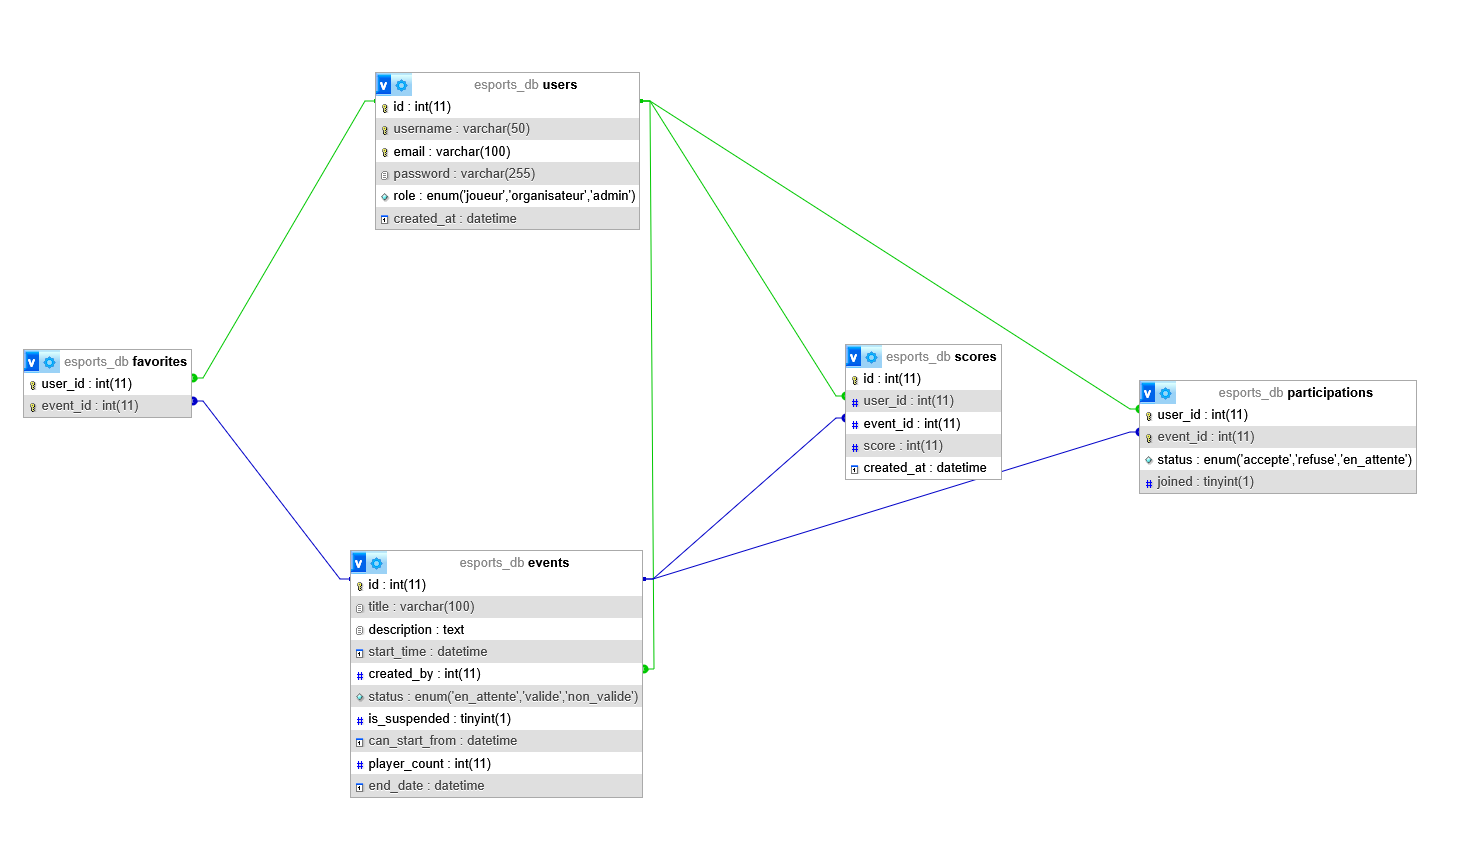 esports_db users
id : int(11)
username : varchar(50)
email : varchar(100)
password : varchar(255)
role : enum('joueur','organisateur','admin')
created_at : datetime
esports_db favorites
user_id : int(11)
event_id : int(11)
esports_db scores
id : int(11)
user_id : int(11)
event_id : int(11)
score : int(11)
created_at : datetime
esports_db participations
user_id : int(11)
event_id : int(11)
status : enum('accepte','refuse','en_attente')
joined : tinyint(1)
esports_db events
id : int(11)
title : varchar(100)
description : text
start_time : datetime
created_by : int(11)
status : enum('en_attente','valide','non_valide')
is_suspended : tinyint(1)
can_start_from : datetime
player_count : int(11)
end_date : datetime